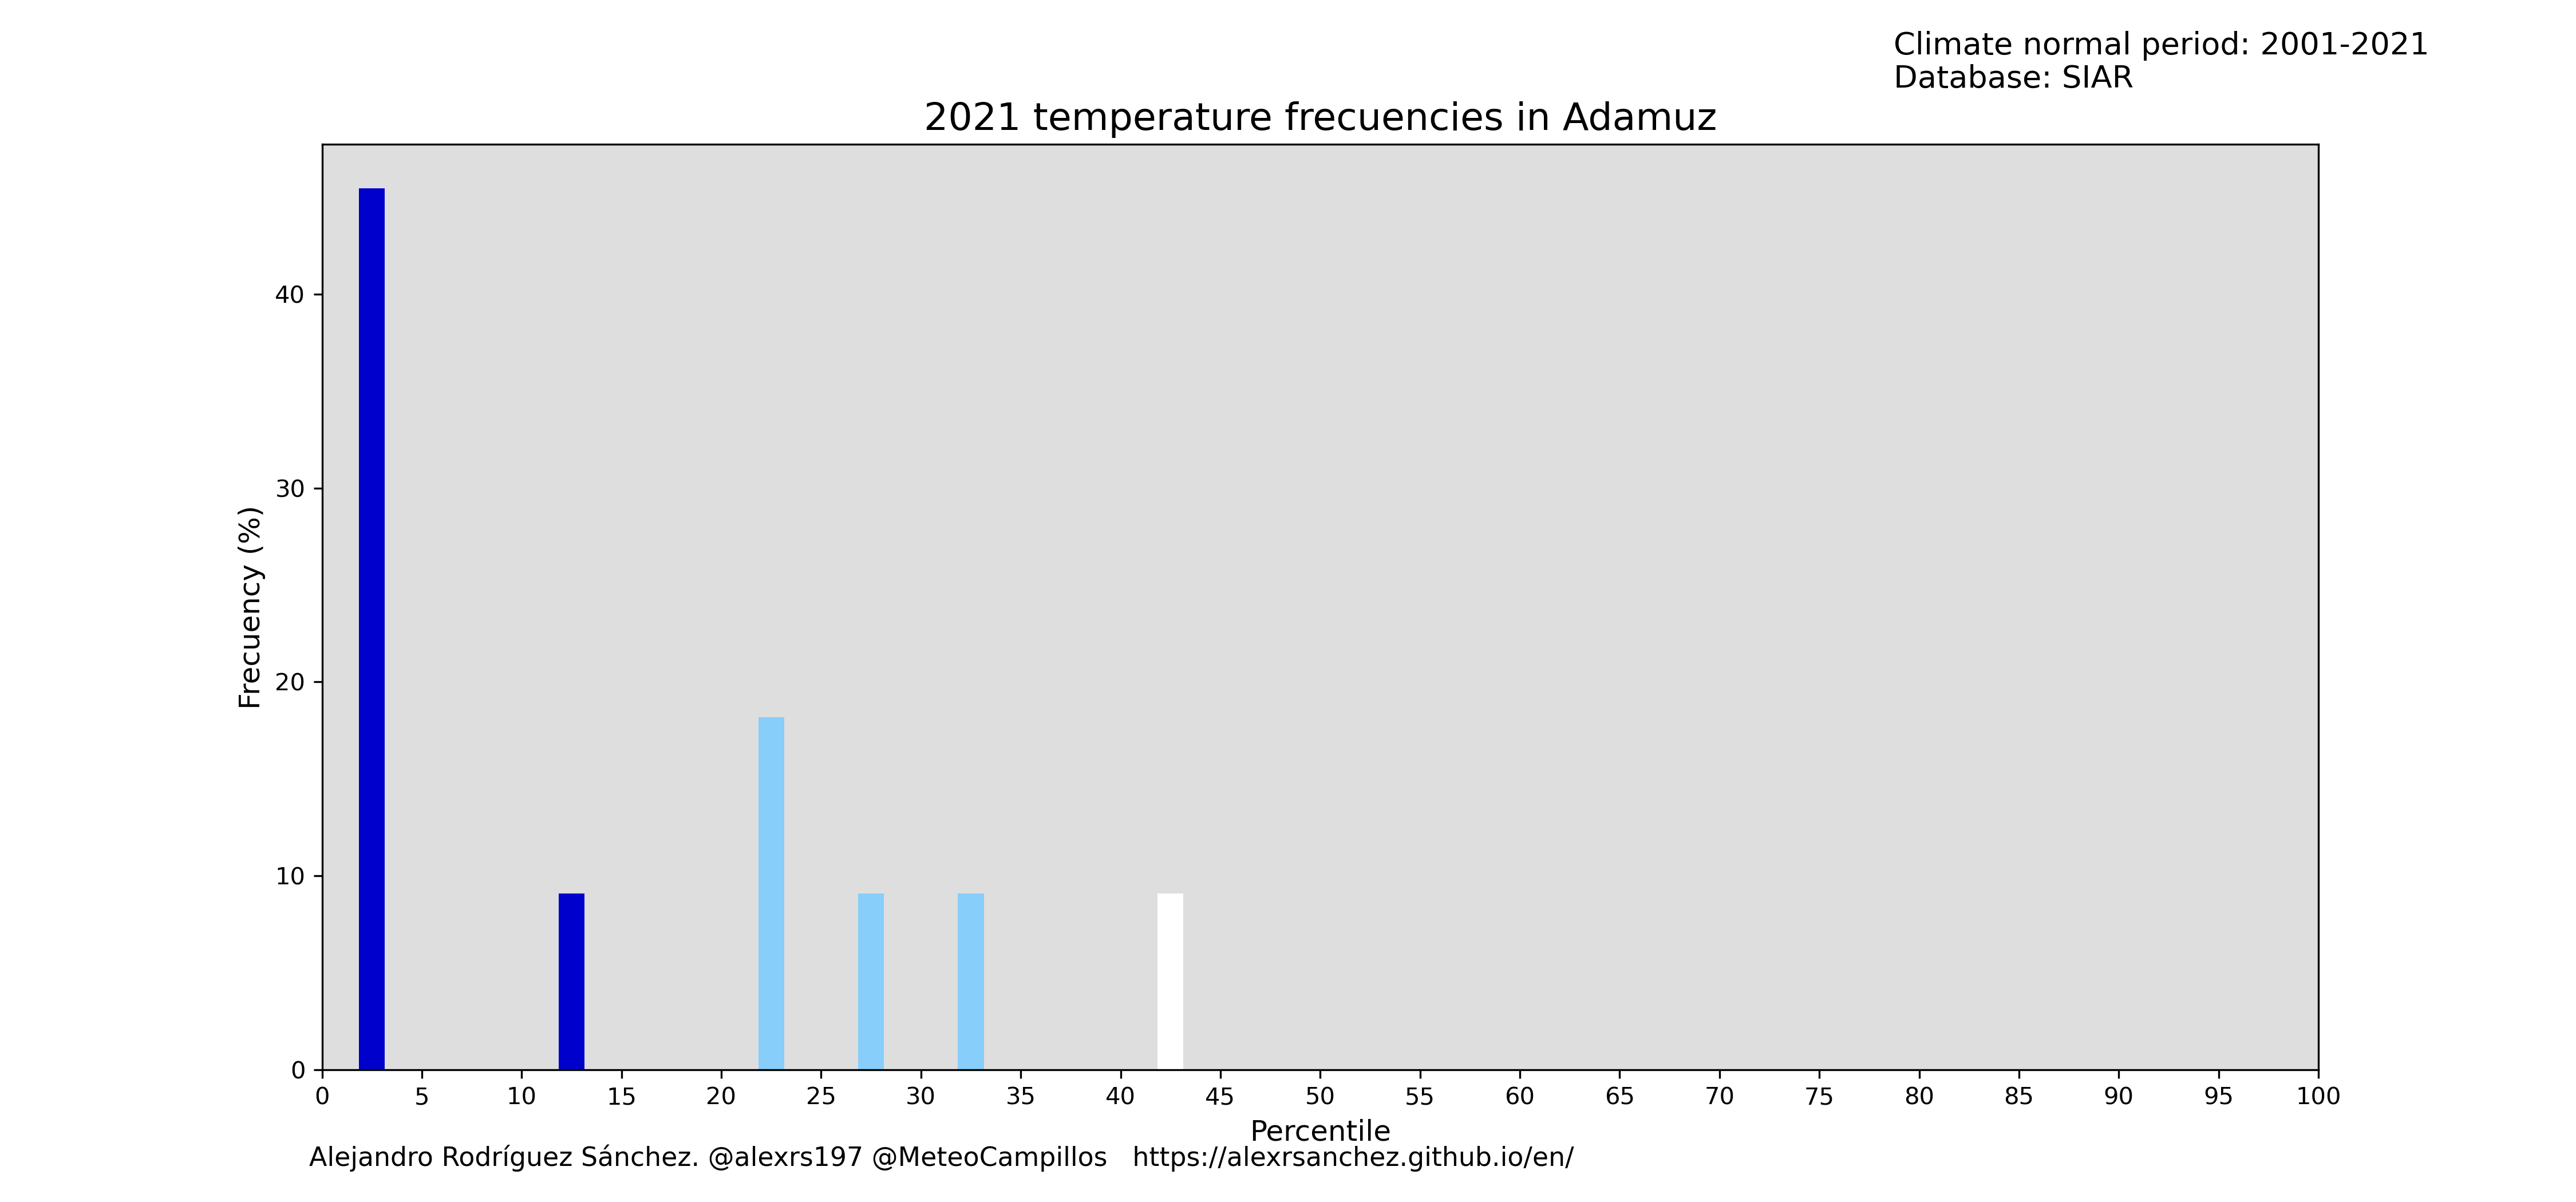 Climate normal period: 2001-2021
Database: SIAR
2021 temperature frecuencies in Adamuz
Frecuency (%)
40
30
20
10
0
0 5 10 15 20 25 30 35 40 45 50 55 60 65 70 75 80 85 90 95 100
Percentile
Alejandro Rodríguez Sánchez. @alexrs197 @MeteoCampillos https://alexrsanchez.github.io/en/